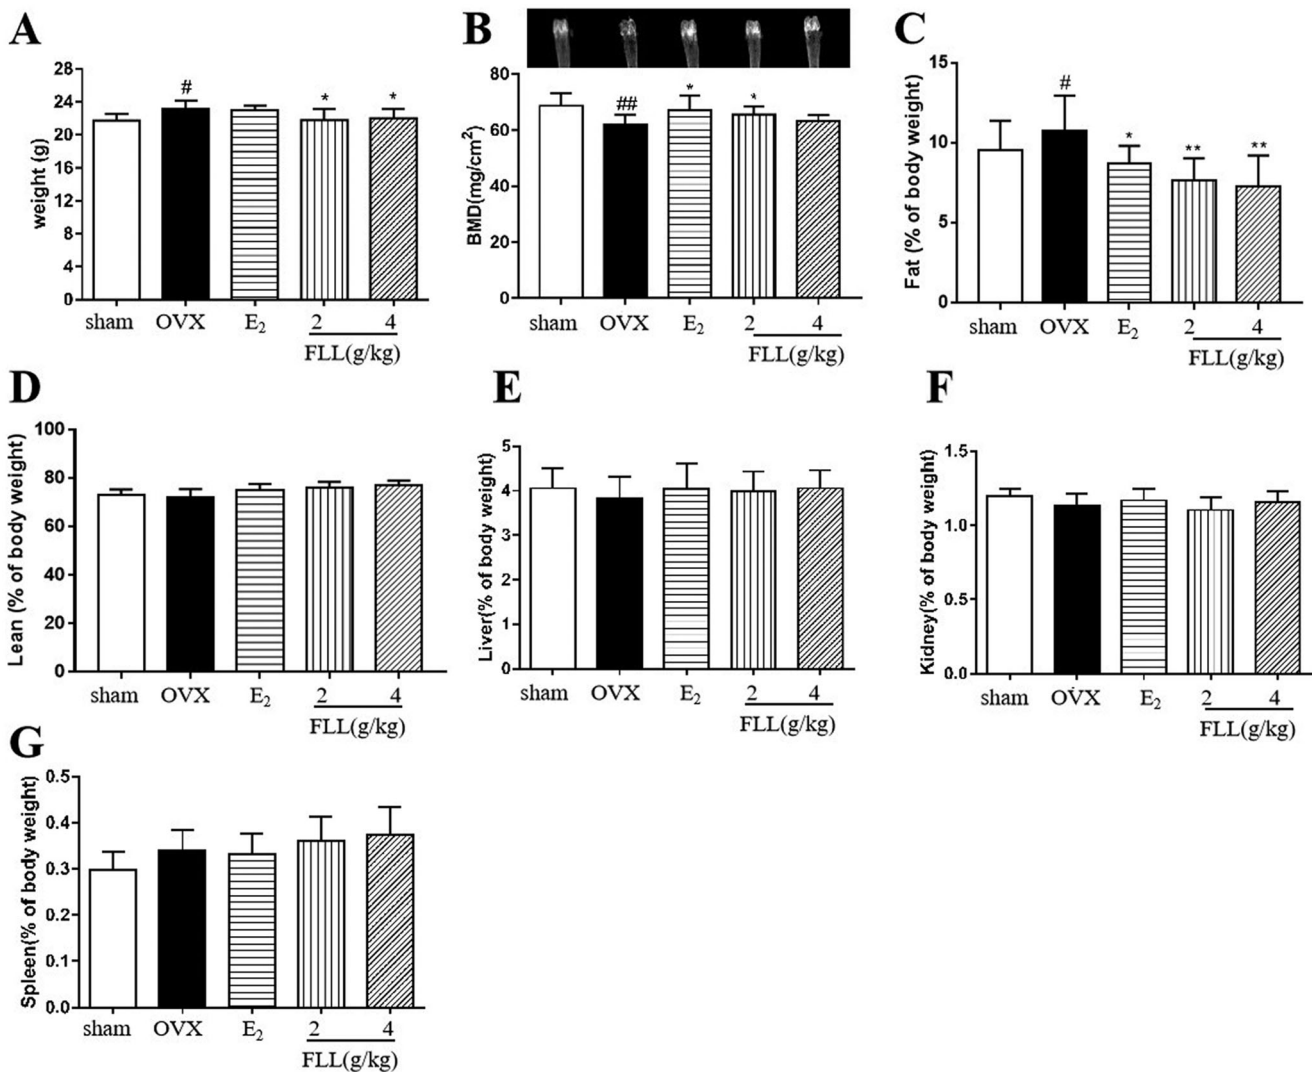 A
weight (g)
28
24
20
16
12
8
4
0
#
*
*
sham OVX E₂ 2 4
FLL(g/kg)
B
BMD(mg/cm²)
80
60
40
20
0
##
*
*
sham OVX E₂ 2 4
FLL(g/kg)
C
Fat (% of body weight)
15
10
5
0
#
*
**
**
sham OVX E₂ 2 4
FLL(g/kg)
D
Lean (% of body weight)
100
80
60
40
20
0
sham OVX E₂ 2 4
FLL(g/kg)
E
Liver(% of body weight)
5
4
3
2
1
0
sham OVX E₂ 2 4
FLL(g/kg)
F
Kidney(% of body weight)
1.5
1.0
0.5
0.0
sham OVX E₂ 2 4
FLL(g/kg)
G
Spleen(% of body weight)
0.5
0.4
0.3
0.2
0.1
0.0
sham OVX E₂ 2 4
FLL(g/kg)